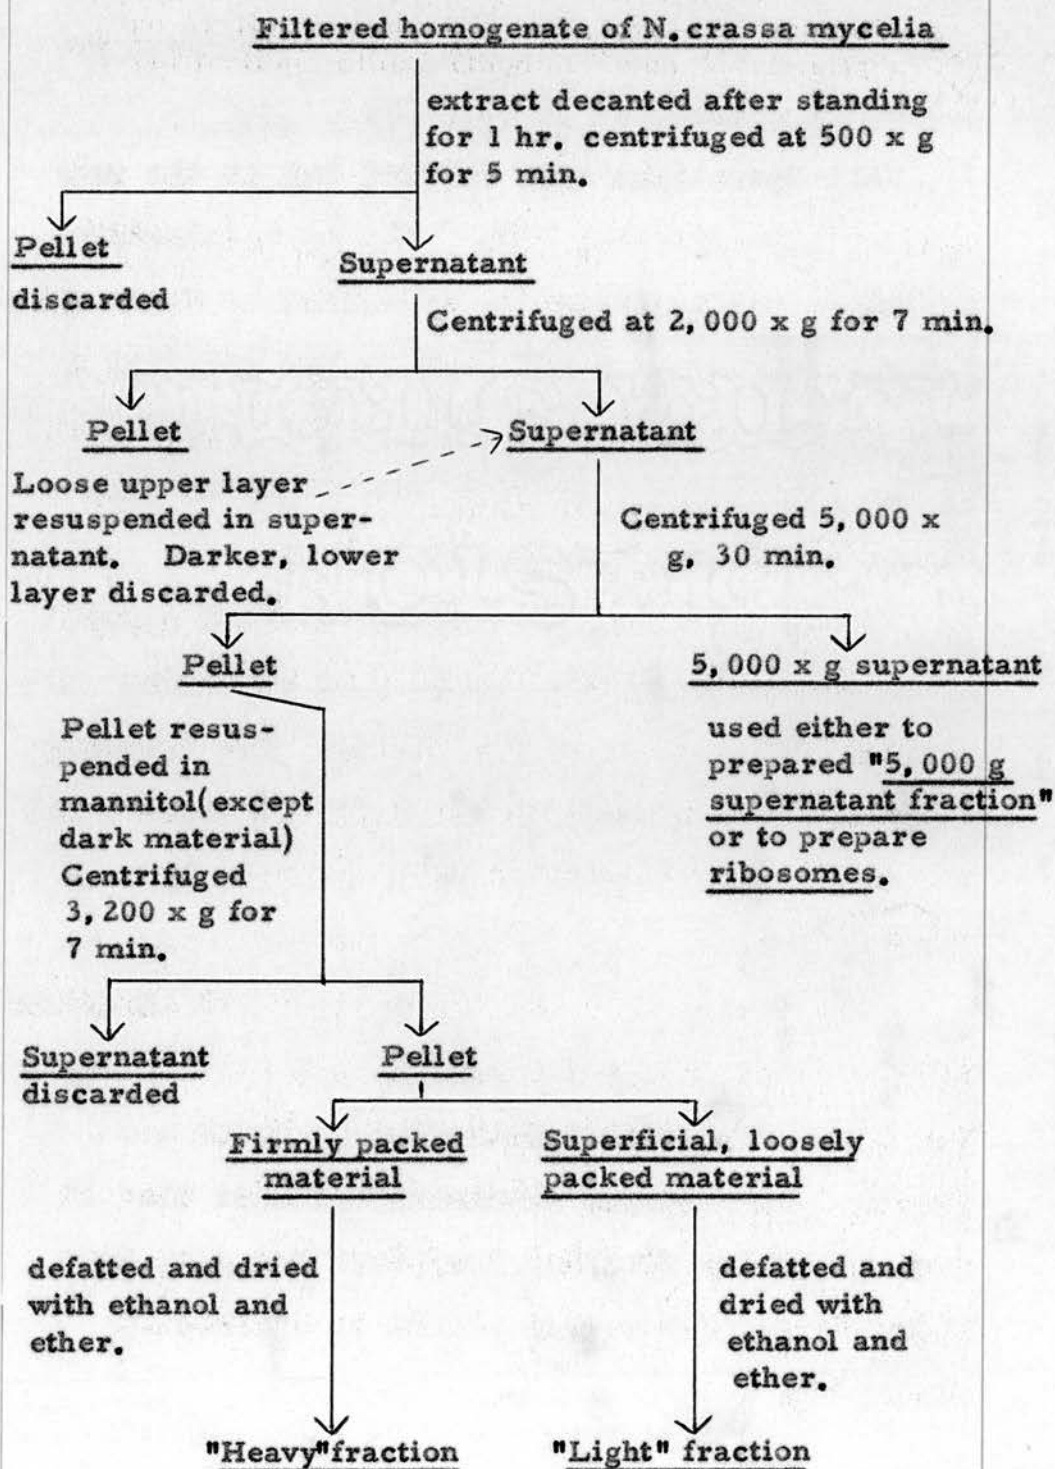 Filtered homogenate of N. crassa mycelia
extract decanted after standing
for 1 hr. centrifuged at 500 x g
for 5 min.
Pellet
discarded
Supernatant
Centrifuged at 2,000 x g for 7 min.
Pellet
Supernatant
Loose upper layer
resuspended in super-
natant. Darker, lower
layer discarded.
Centrifuged 5,000 x
g, 30 min.
Pellet
5,000 x g supernatant
Pellet resus-
pended in
mannitol(except
dark material)
Centrifuged
3,200 x g for
7 min.
used either to
prepared "5,000 g
supernatant fraction"
or to prepare
ribosomes.
Supernatant
discarded
Pellet
Firmly packed
material
Superficial, loosely
packed material
defatted and dried
with ethanol and
ether.
defatted and
dried with
ethanol and
ether.
"Heavy"fraction
"Light" fraction